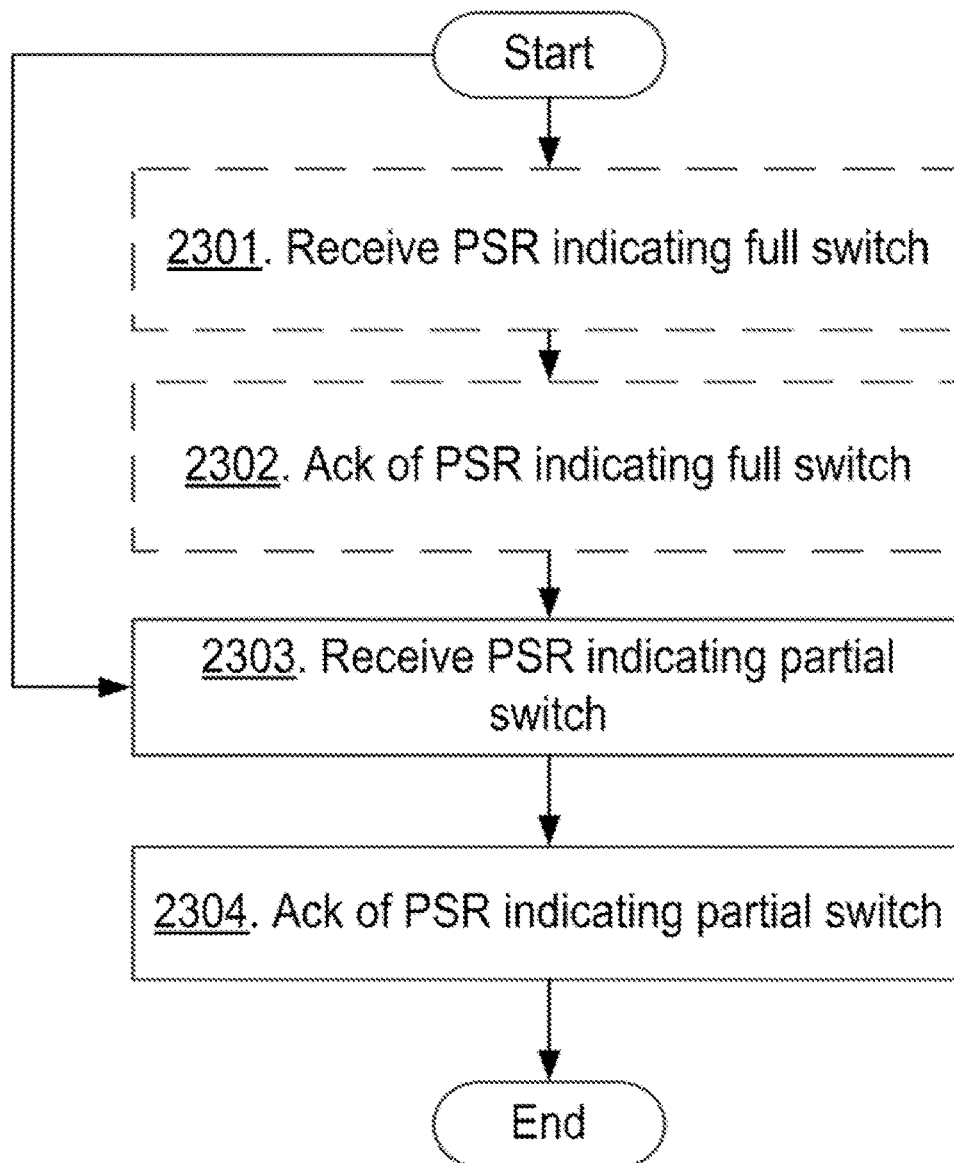 Start
2301. Receive PSR indicating full switch
2302. Ack of PSR indicating full switch
2303. Receive PSR indicating partial
switch
2304. Ack of PSR indicating partial switch
End